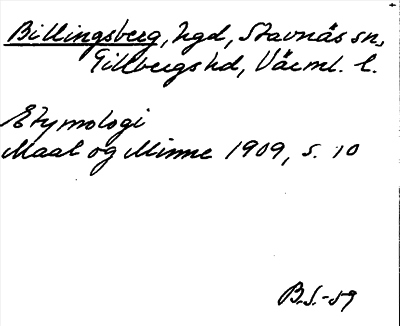 Billingsberg, hgd, Stavnäs sn,
Gillbergs hd, Värml. l.
Etymologi
Maal og Minne 1909, s. 10
B.S.-59